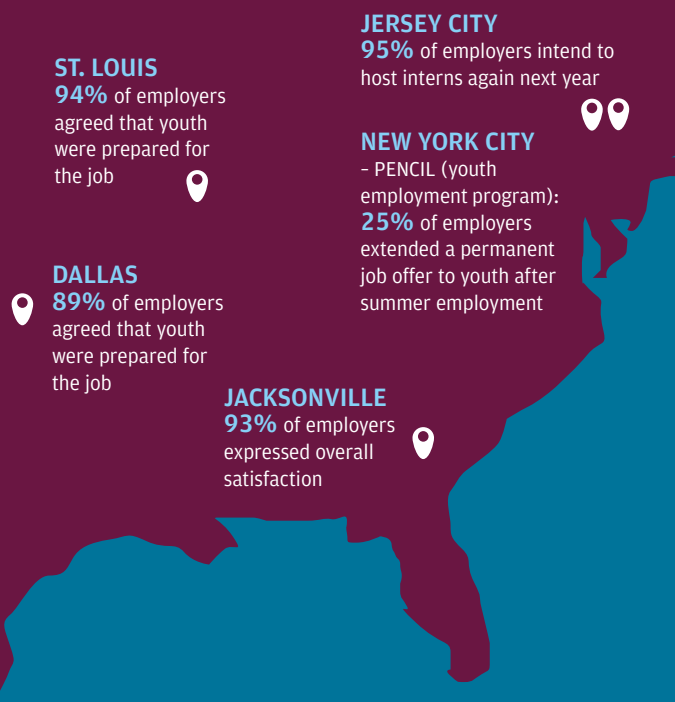 ST. LOUIS
94% of employers
agreed that youth
were prepared for
the job
JERSEY CITY
95% of employers intend to
host interns again next year
NEW YORK CITY
– PENCIL (youth
employment program):
25% of employers
extended a permanent
job offer to youth after
summer employment
DALLAS
89% of employers
agreed that youth
were prepared for
the job
JACKSONVILLE
93% of employers
expressed overall
satisfaction